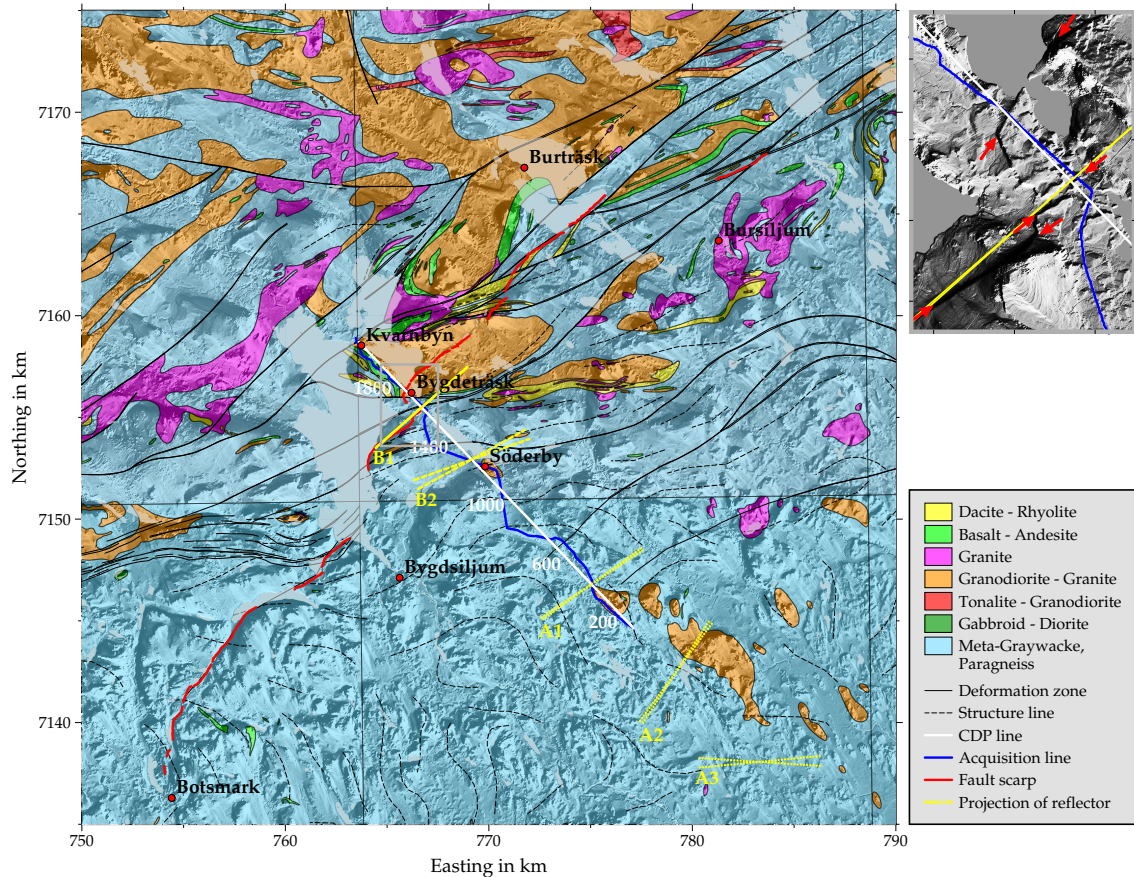 7170
7160
7150
7140
750
760
770
780
790
Northing in km
Easting in km
Burträsk
Bursiljum
Kvarnbyn
1800
Bygdeträsk
B1
1400
Söderby
B2
1000
Bygdsiljum
600
A1
200
A2
A3
Botsmark
Dacite - Rhyolite
Basalt - Andesite
Granite
Granodiorite - Granite
Tonalite - Granodiorite
Gabbroid - Diorite
Meta-Graywacke,
Paragneiss
Deformation zone
Structure line
CDP line
Acquisition line
Fault scarp
Projection of reflector